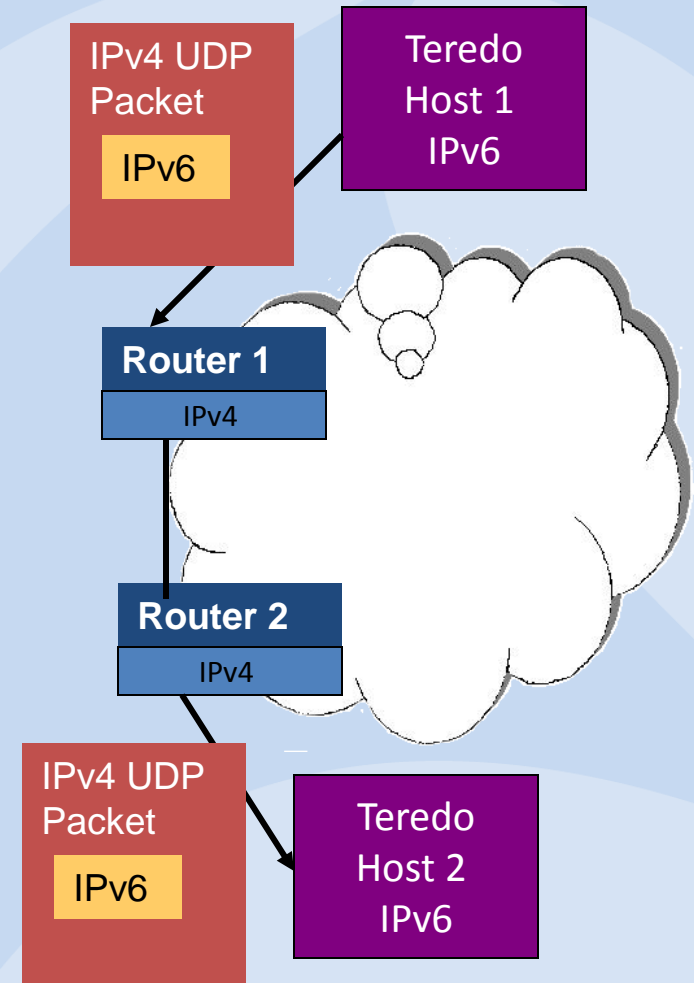 IPv4 UDP
Packet
IPv6
Teredo
Host 1
IPv6
Router 1
IPv4
Router 2
IPv4
IPv4 UDP
Packet
IPv6
Teredo
Host 2
IPv6